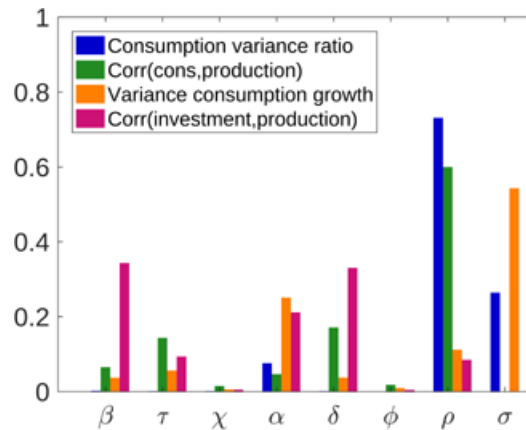 1
Consumption variance ratio
Corr(cons,production)
0.8
Variance consumption growth
Corr(investment,production)
0.6
0.4
0.2
0
β τ χ α δ ϕ ρ σ